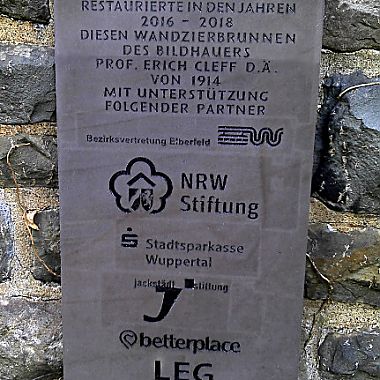 RESTAURIERTE IN DEN JAHREN
2016 - 2018
DIESEN WANDZIERBRUNNEN
DES BILDHAUERS
PROF. ERICH CLEFF D.Ä.
VON 1914
MIT UNTERSTÜTZUNG
FOLGENDER PARTNER
Bezirksvertretung Elberfeld
NRW
Stiftung
Stadtsparkasse
Wuppertal
jackstädt stiftung
betterplace
LEG